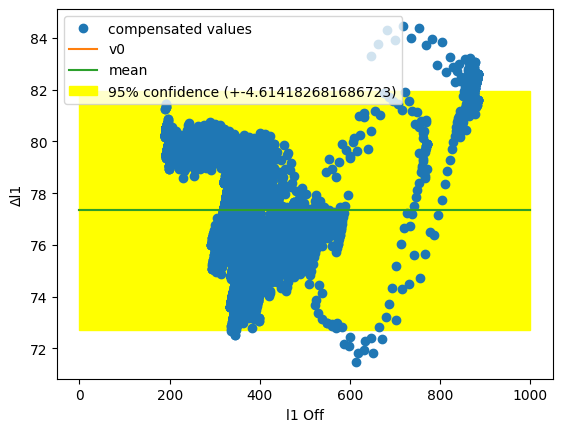 compensated values
v0
mean
95% confidence (+-4.614182681686723)
84
82
80
78
76
74
72
Δl1
0
200
400
600
800
1000
l1 Off